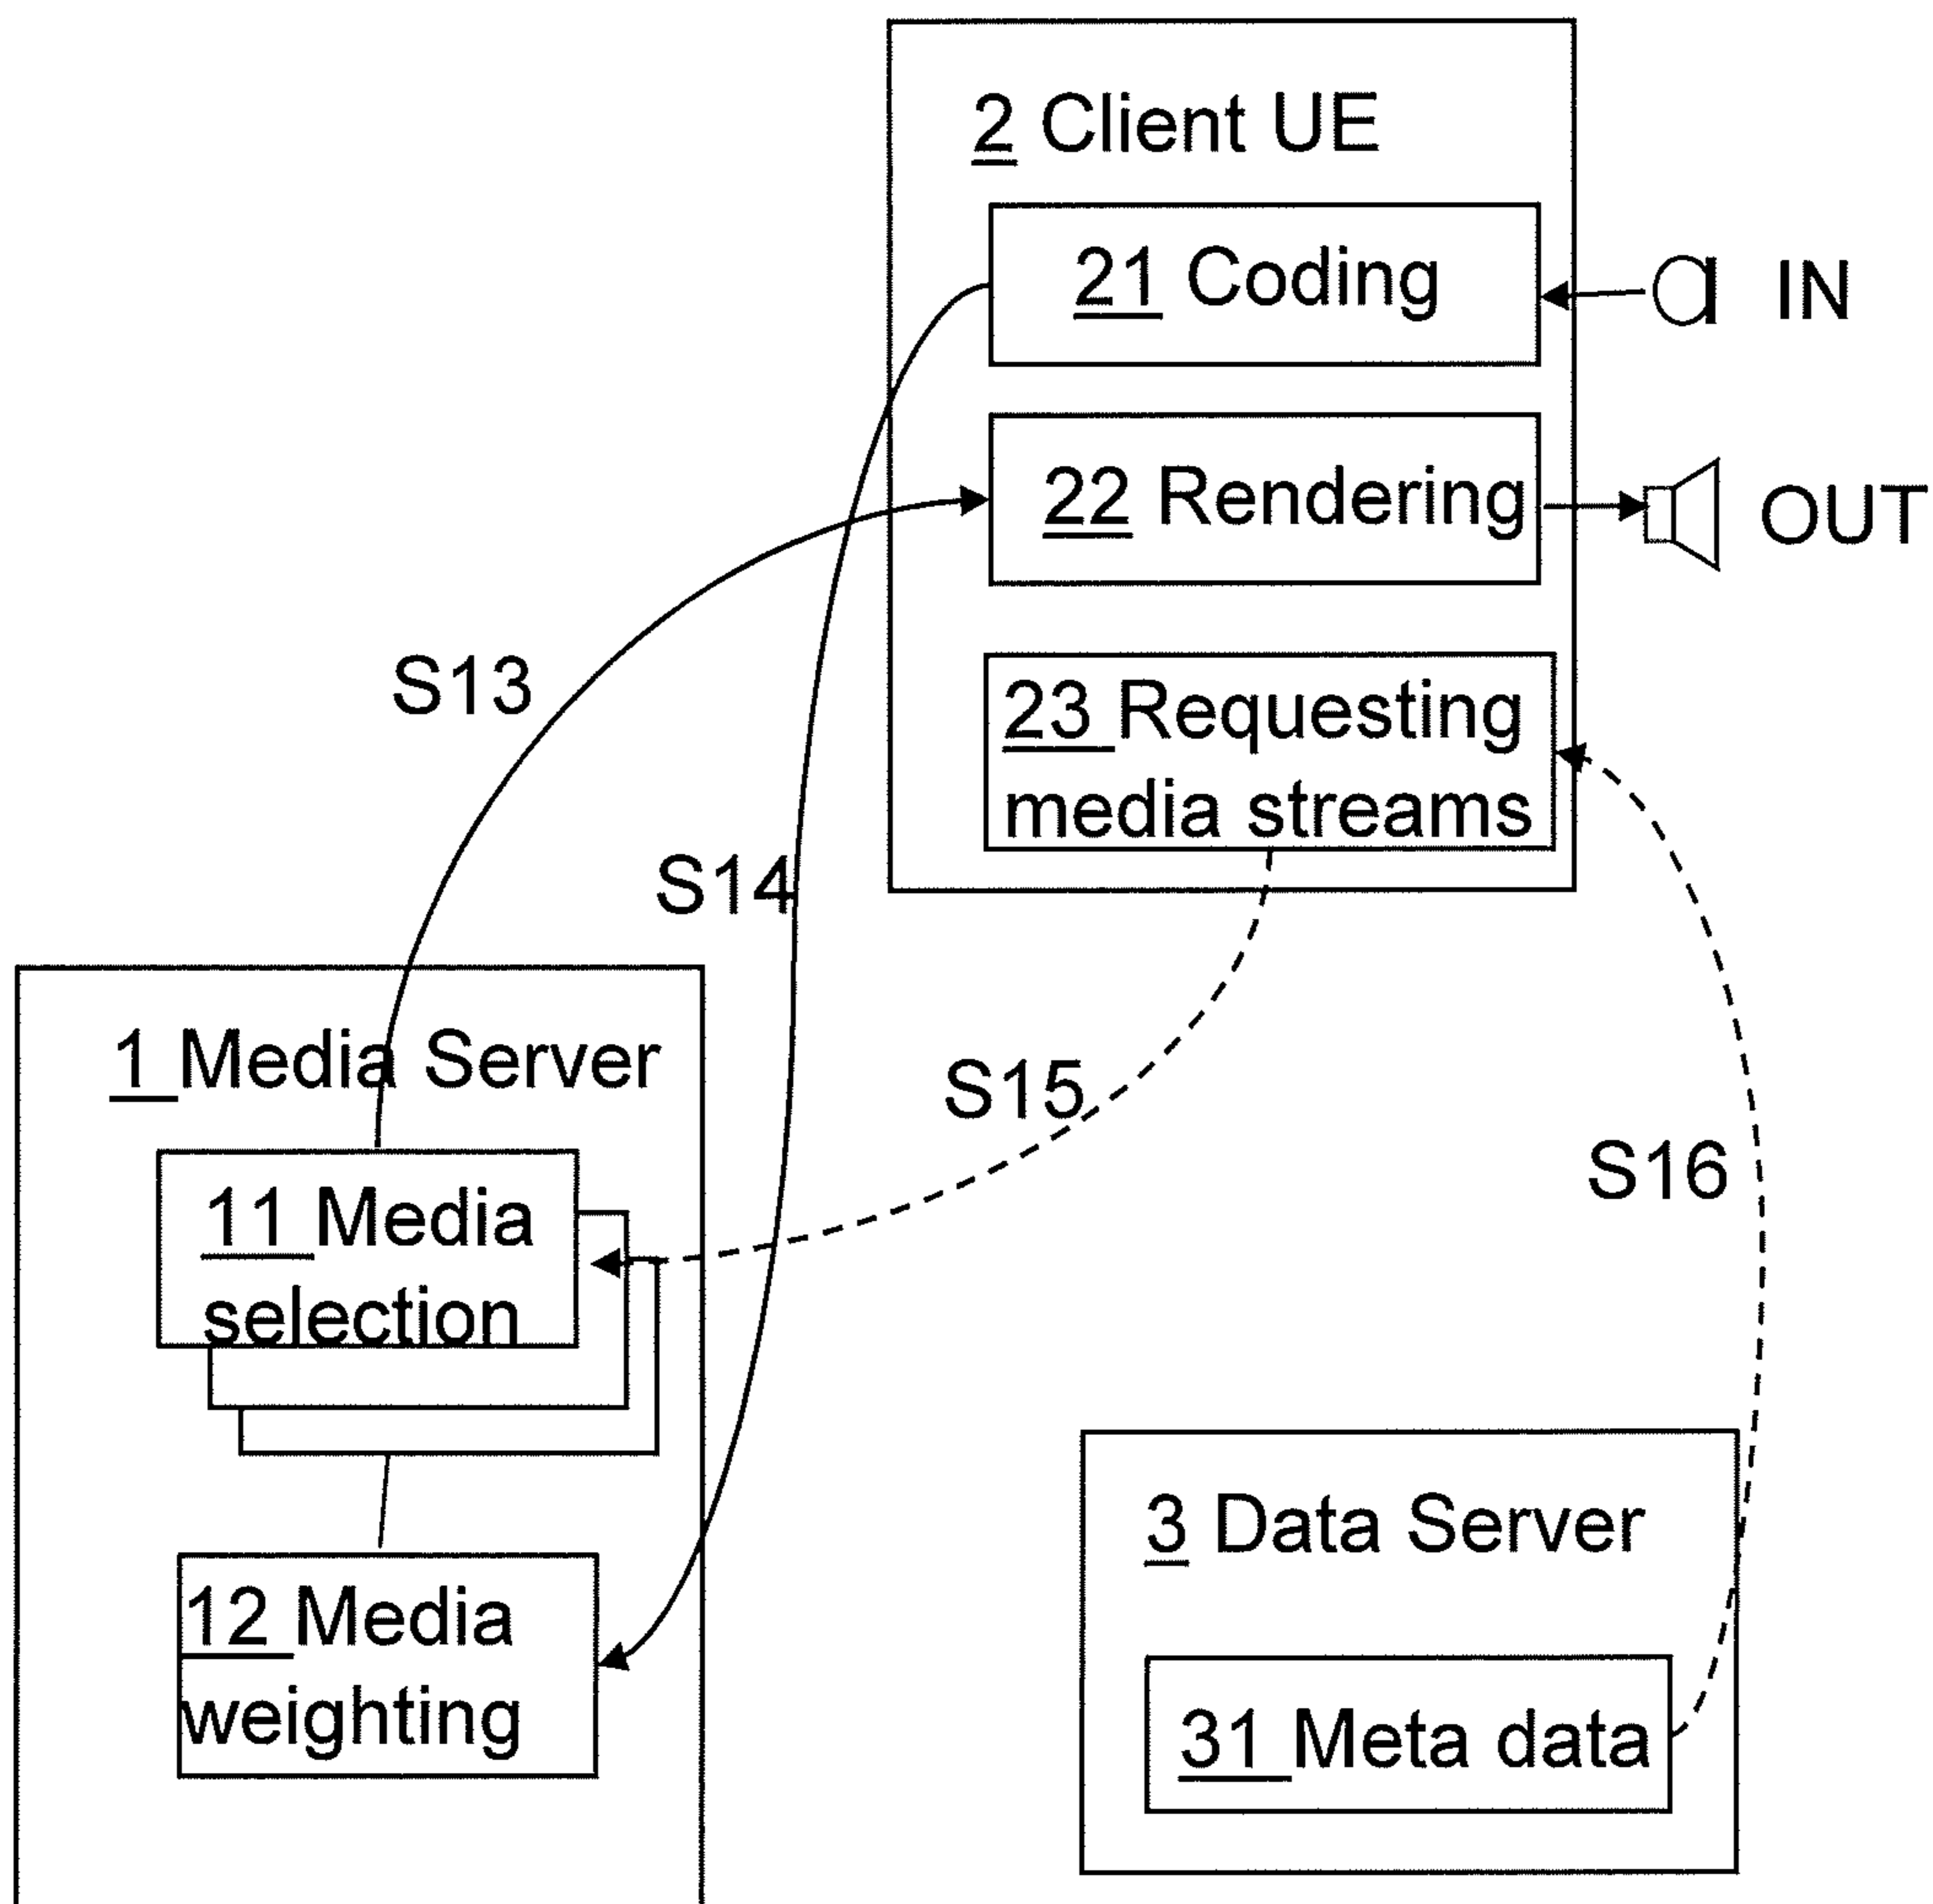 2 Client UE
21 Coding
IN
22 Rendering
OUT
23 Requesting
media streams
S13
S14
S15
S16
1 Media Server
11 Media
selection
12 Media
weighting
3 Data Server
31 Meta data